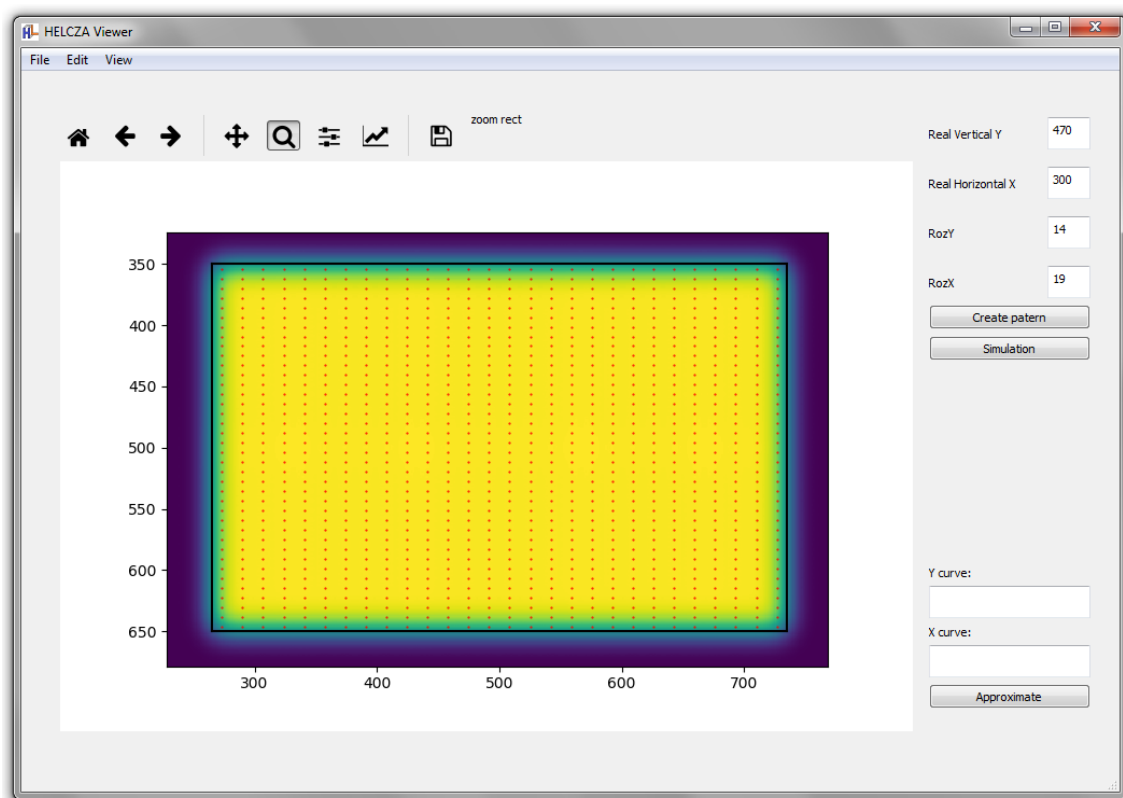 HELCZA Viewer
File Edit View
zoom rect
Real Vertical Y 470
Real Horizontal X 300
RozY 14
RozX 19
Create patern
Simulation
350
400
450
500
550
600
650
300 400 500 600 700
Y curve:
X curve:
Approximate